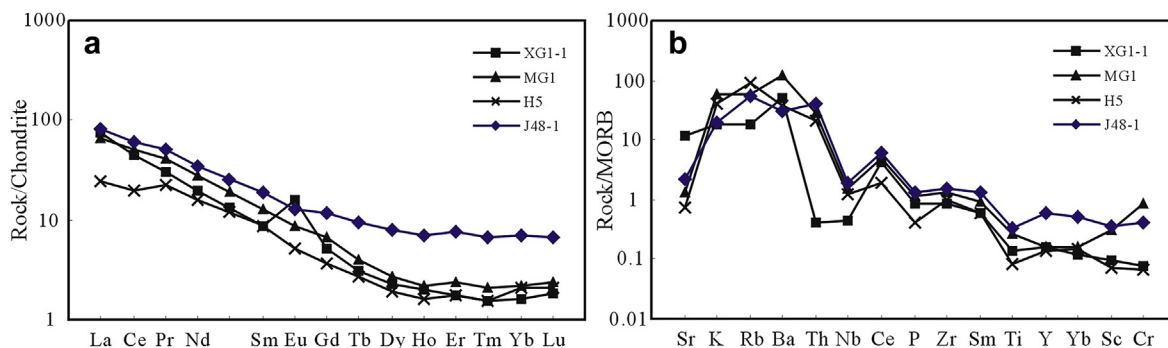 a
1000
100
10
1
Rock/Chondrite
XG1-1
MG1
H5
J48-1
La Ce Pr Nd Sm Eu Gd Tb Dy Ho Er Tm Yb Lu
b
1000
100
10
1
0.1
0.01
Rock/MORB
XG1-1
MG1
H5
J48-1
Sr K Rb Ba Th Nb Ce P Zr Sm Ti Y Yb Sc Cr